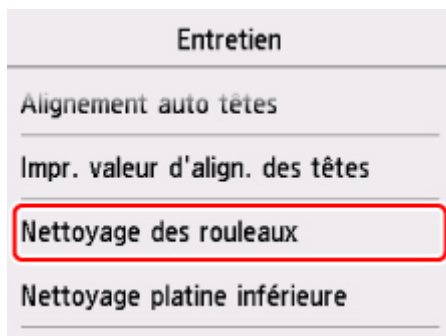 Entretien
Alignement auto têtes
Impr. valeur d'align. des têtes
Nettoyage des rouleaux
Nettoyage platine inférieure